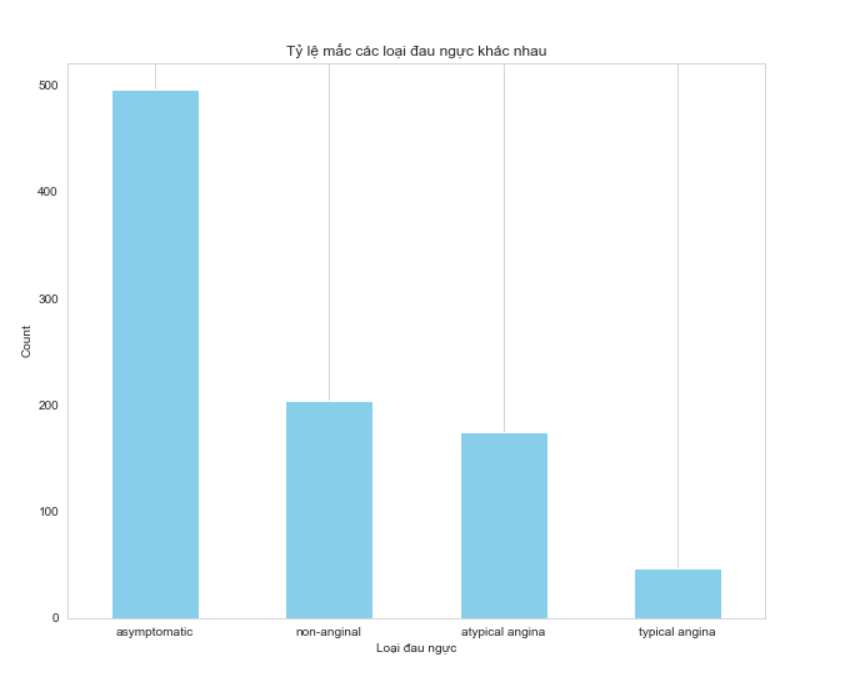 Tỷ lệ mắc các loại đau ngực khác nhau
500
400
300
200
100
0
Count
asymptomatic
non-anginal
atypical angina
typical angina
Loại đau ngực